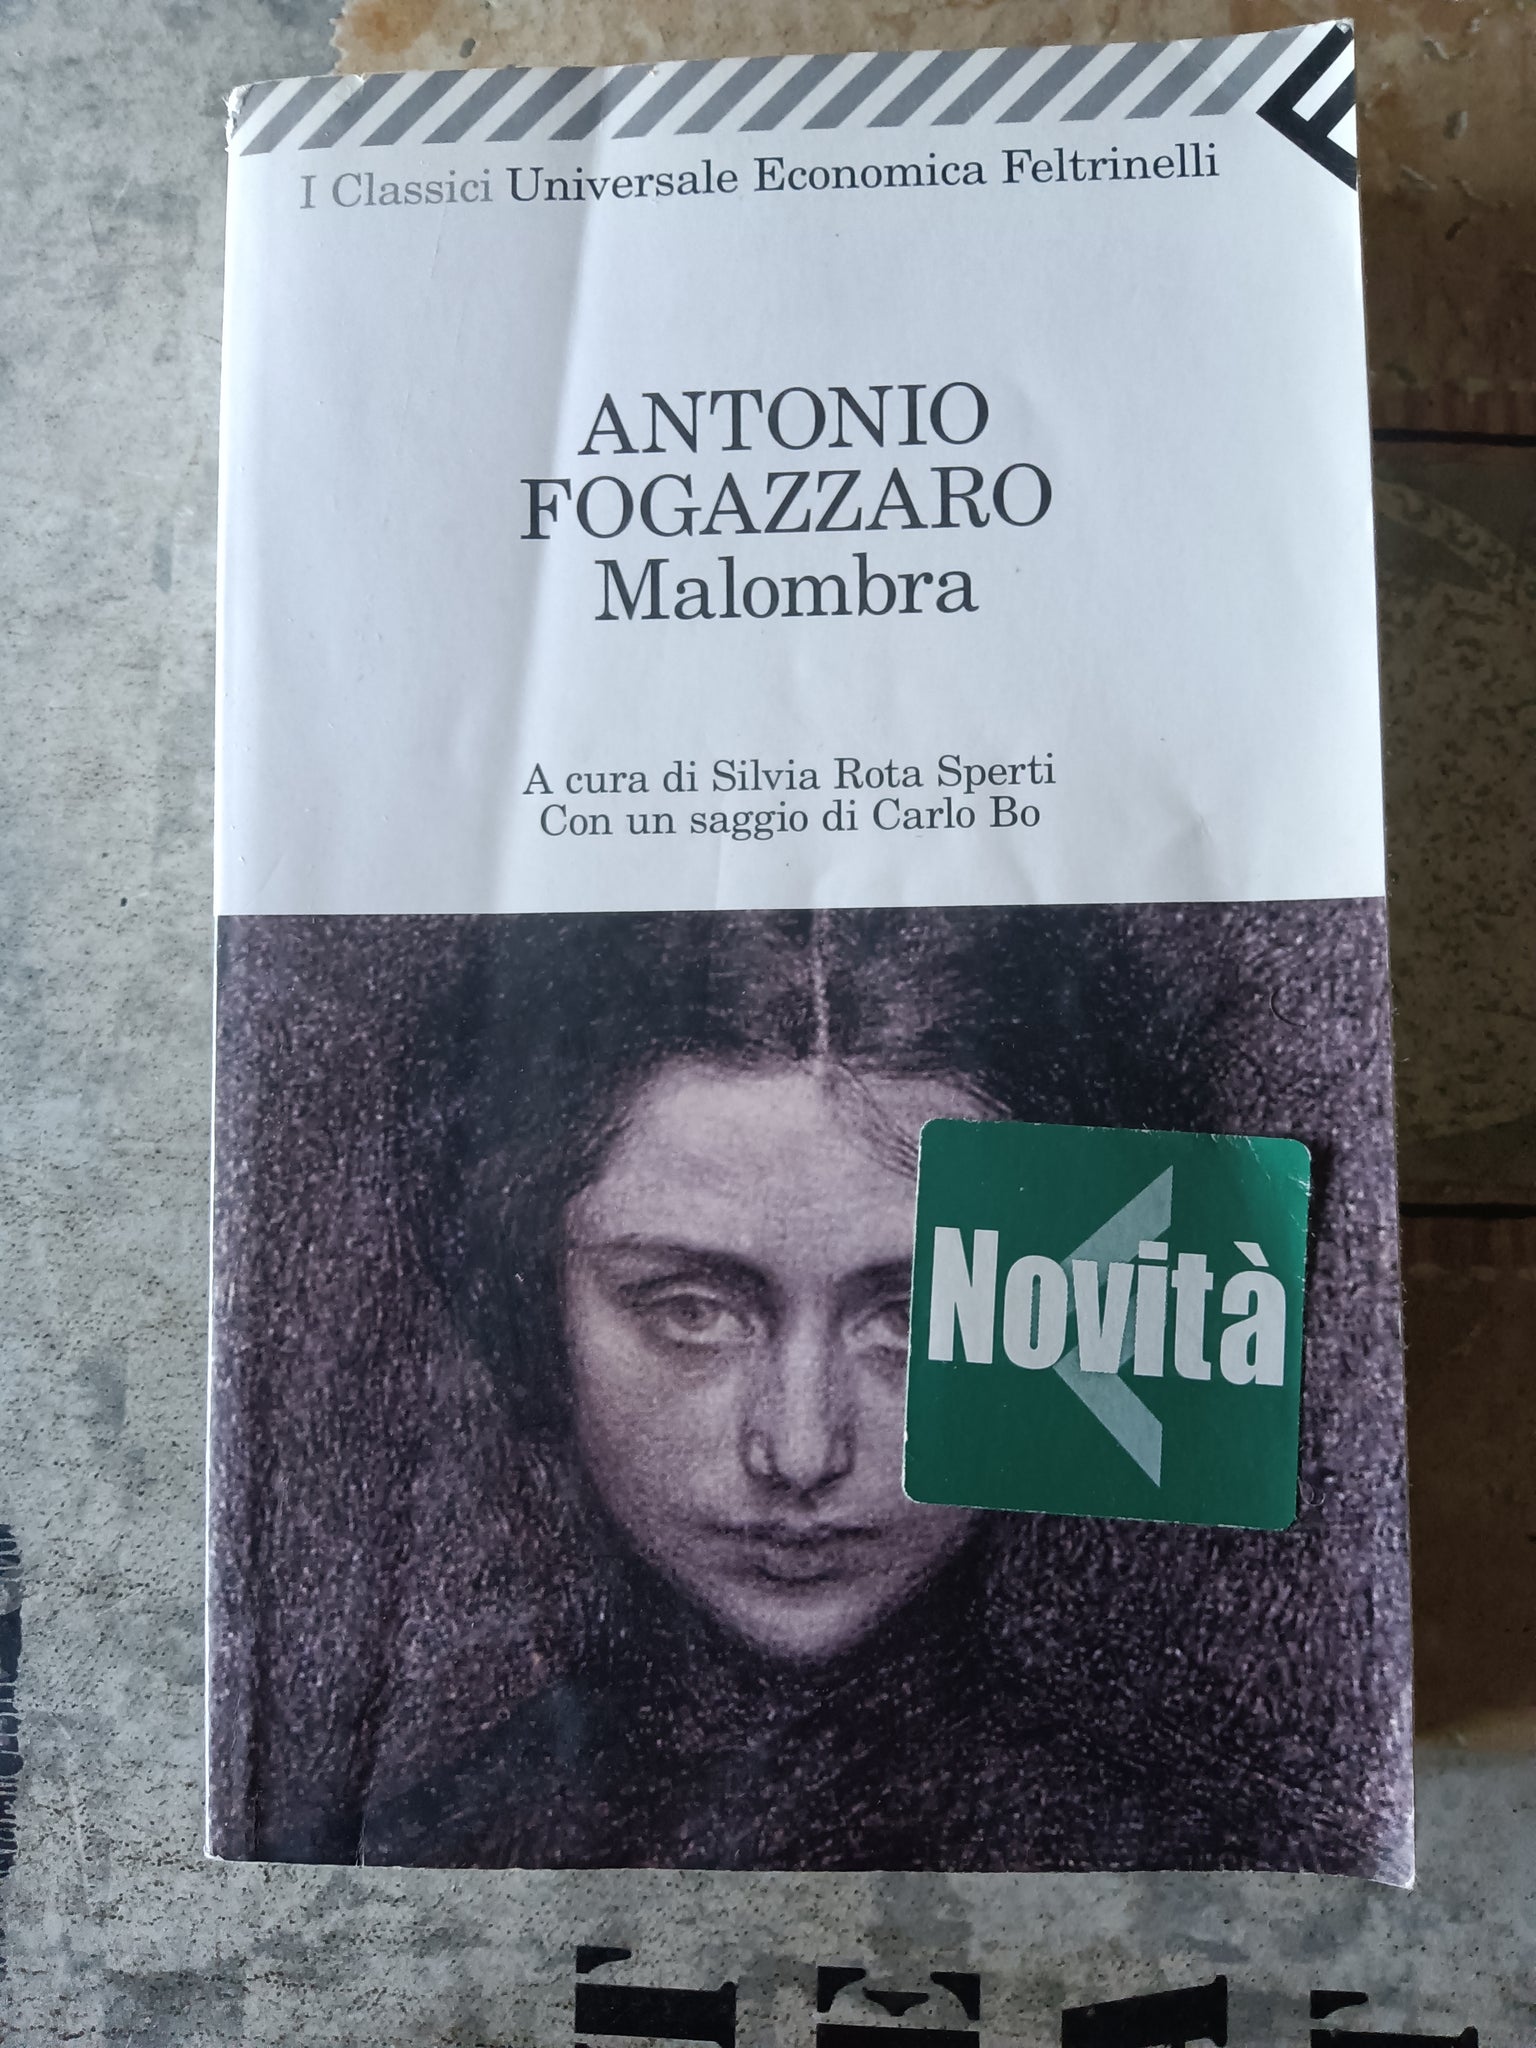 I Classici Universale Economica Feltrinelli
ANTONIO
FOGAZZARO
Malombra
A cura di Silvia Rota Sperti
Con un saggio di Carlo Bo
Novità